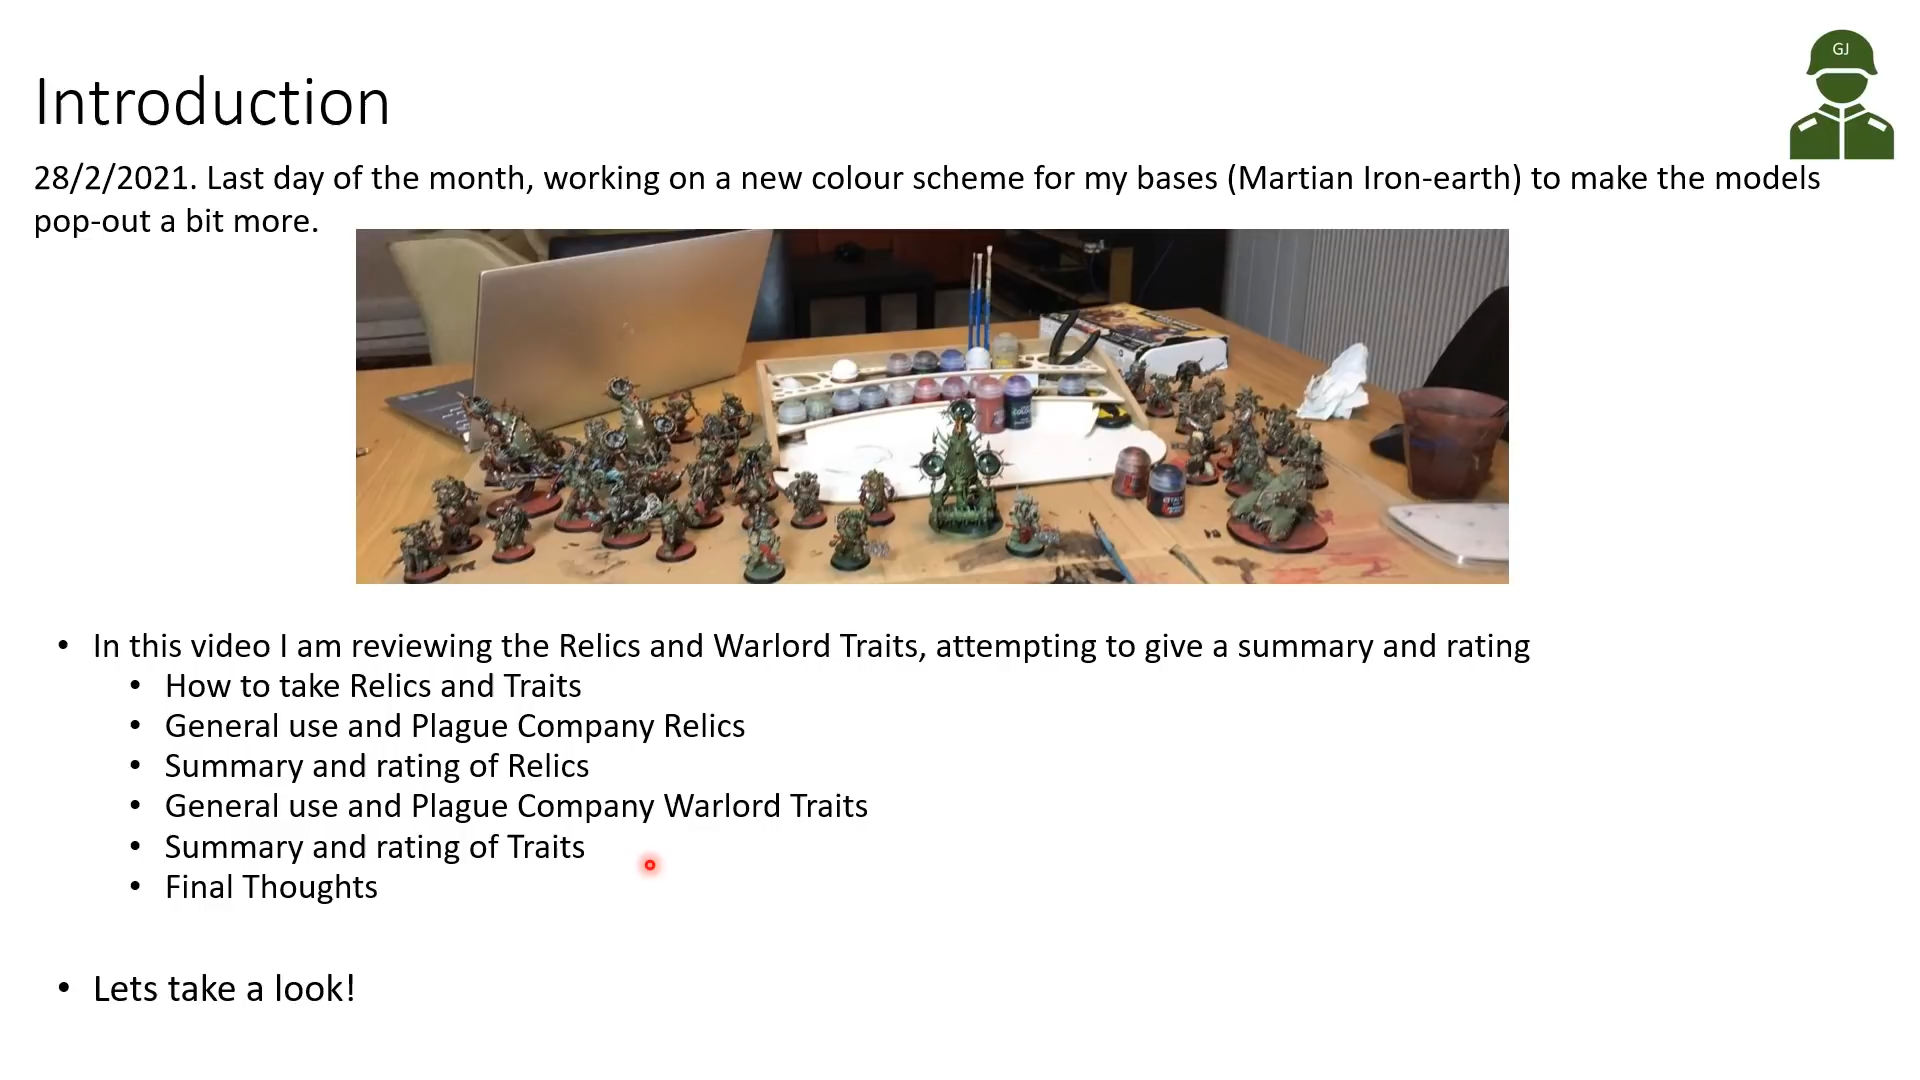 GJ
Introduction
28/2/2021. Last day of the month, working on a new colour scheme for my bases (Martian Iron-earth) to make the models
pop-out a bit more.
• In this video I am reviewing the Relics and Warlord Traits, attempting to give a summary and rating
• How to take Relics and Traits
• General use and Plague Company Relics
• Summary and rating of Relics
• General use and Plague Company Warlord Traits
• Summary and rating of Traits
• Final Thoughts
• Lets take a look!